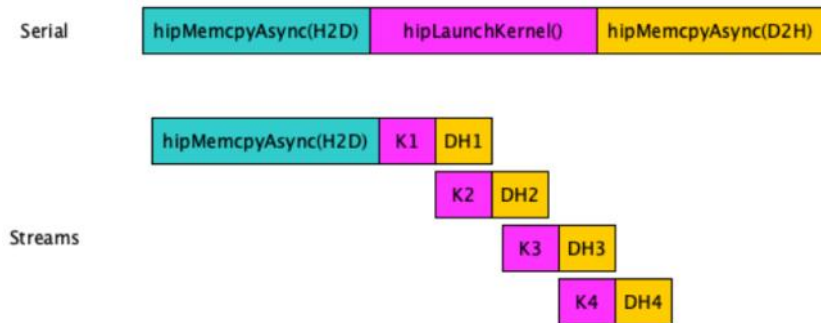 Serial hipMemcpyAsync(H2D) hipLaunchKernel() hipMemcpyAsync(D2H)
hipMemcpyAsync(H2D) K1 DH1
K2 DH2
Streams
K3 DH3
K4 DH4